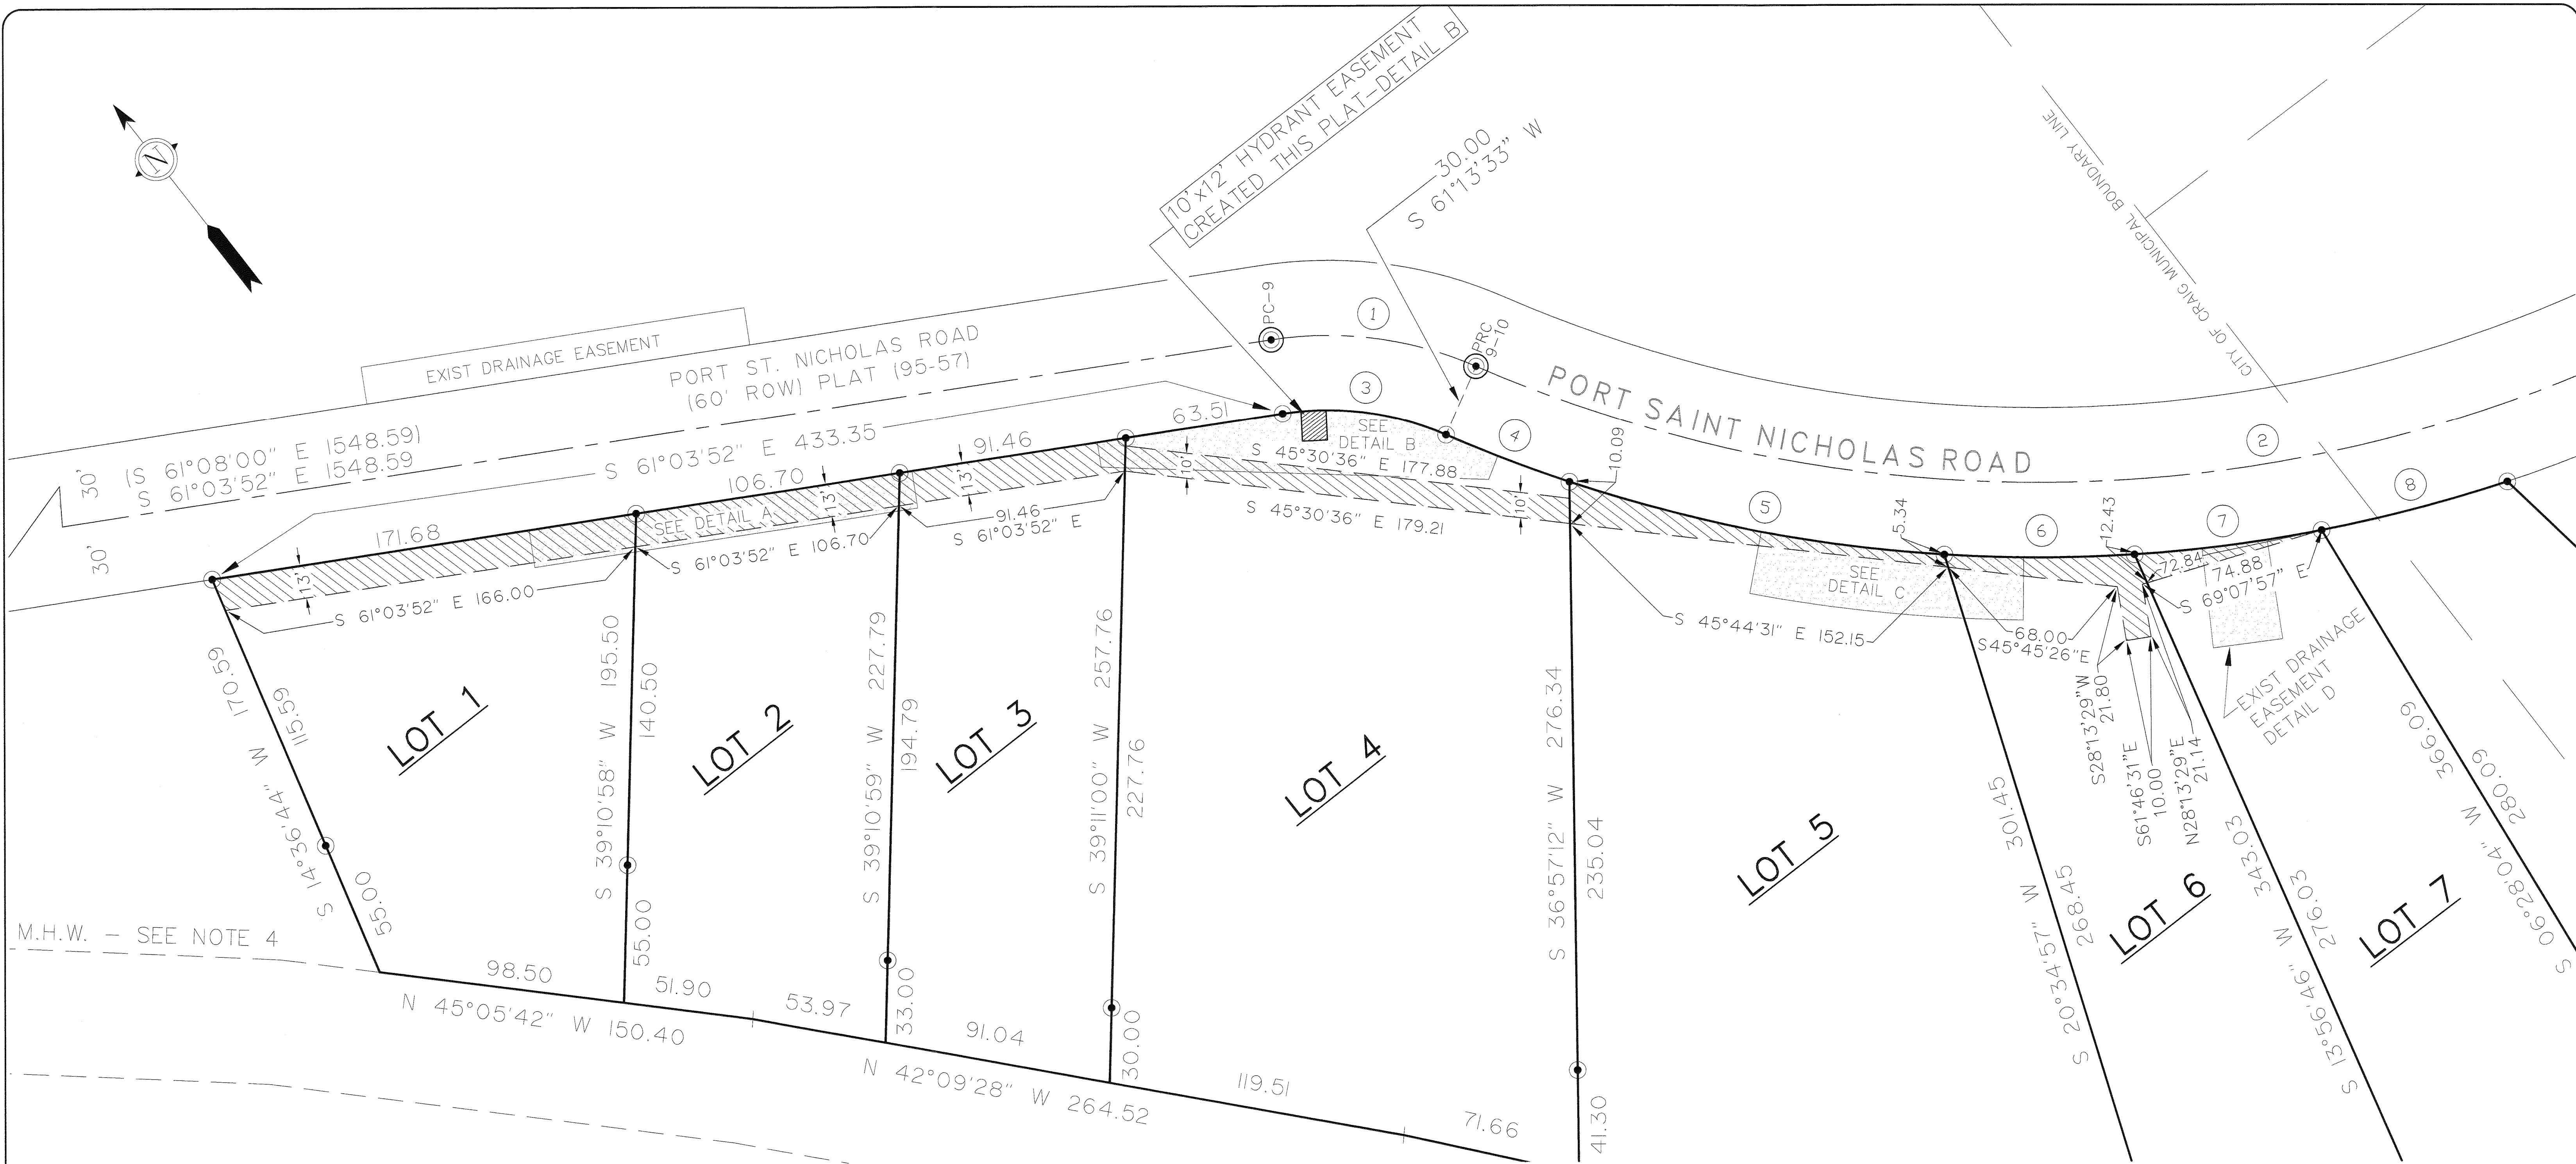 10'x12' HYDRANT EASEMENT
CREATED THIS PLAT-DETAIL B
30.00
S 61°13'33" W
CITY OF CRAIG MUNICIPAL BOUNDARY LINE
N
EXIST DRAINAGE EASEMENT
PORT ST. NICHOLAS ROAD
(60' ROW) PLAT (95-57)
PC-9
1
PRC
9-10
PORT SAINT NICHOLAS ROAD
2
3
4
5
6
7
8
30'
30'
(S 61°08'00" E 1548.59)
S 61°03'52" E 1548.59
S 61°03'52" E 433.35
171.68
106.70
91.46
63.51
13'
13'
13'
10'
10'
SEE DETAIL A
SEE
DETAIL B
S 45°30'36" E 177.88
S 45°30'36" E 179.21
10.09
S 61°03'52" E 166.00
S 61°03'52" E 106.70
91.46
S 61°03'52" E
SEE
DETAIL C
5.34
12.43
S 45°44'31" E 152.15
68.00
S45°45'26"E
72.84
74.88
S 69°07'57" E
S28°13'29"W
21.80
S61°46'31"E
10.00
N28°13'29"E
21.14
EXIST DRAINAGE
EASEMENT
DETAIL D
170.59
115.59
S 14°36'44" W
55.00
LOT 1
S 39°10'58" W 195.50
140.50
55.00
LOT 2
S 39°10'59" W 227.79
194.79
33.00
LOT 3
S 39°11'00" W 257.76
227.76
30.00
LOT 4
S 36°57'12" W 276.34
235.04
41.30
LOT 5
S 20°34'57" W 301.45
268.45
LOT 6
S 13°56'46" W 343.03
276.03
LOT 7
S 06°28'04" W 366.09
280.09
M.H.W. - SEE NOTE 4
98.50
51.90
N 45°05'42" W 150.40
53.97
91.04
119.51
71.66
N 42°09'28" W 264.52